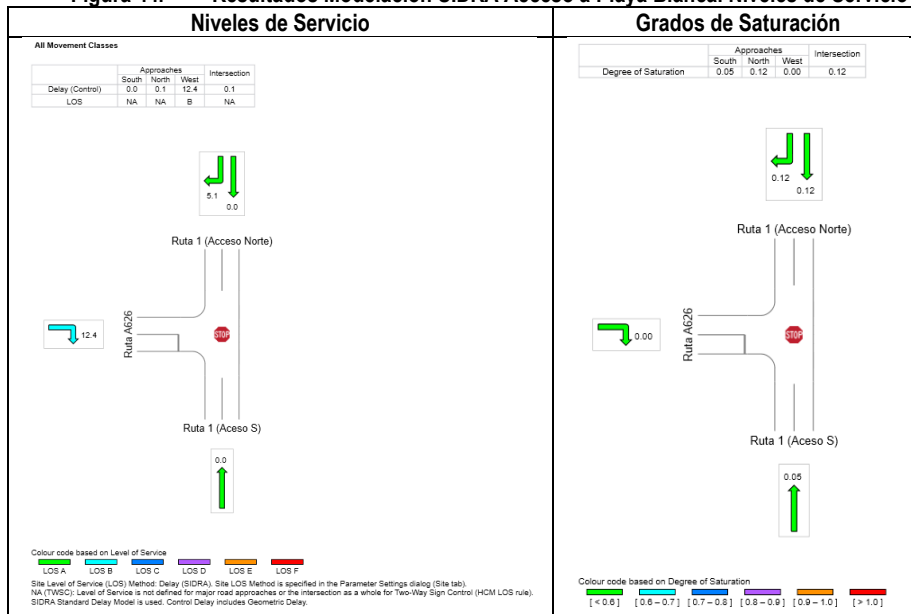 Figura 44. Resultados Modelación SIDRA Acceso a Playa Blanca. Niveles de Servicio
Niveles de Servicio
All Movement Classes
Approaches Intersection
South North West
Delay (Control) 0.0 0.1 12.4 0.1
LOS NA NA B NA
5.1
0.0
Ruta 1 (Acceso Norte)
12.4
Ruta A626
STOP
Ruta 1 (Aceso S)
0.0
Colour code based on Level of Service
LOS A LOS B LOS C LOS D LOS E LOS F
Site Level of Service (LOS) Method: Delay (SIDRA). Site LOS Method is specified in the Parameter Settings dialog (Site tab).
NA (TWSC): Level of Service is not defined for major road approaches or the intersection as a whole for Two-Way Sign Control (HCM LOS rule).
SIDRA Standard Delay Model is used. Control Delay includes Geometric Delay.
Grados de Saturación
Approaches Intersection
South North West
Degree of Saturation 0.05 0.12 0.00 0.12
0.12
0.12
Ruta 1 (Acceso Norte)
0.00
Ruta A626
STOP
Ruta 1 (Aceso S)
0.05
Colour code based on Degree of Saturation
[ < 0.6 ] [ 0.6 – 0.7 ] [ 0.7 – 0.8 ] [ 0.8 – 0.9 ] [ 0.9 – 1.0 ] [ > 1.0 ]